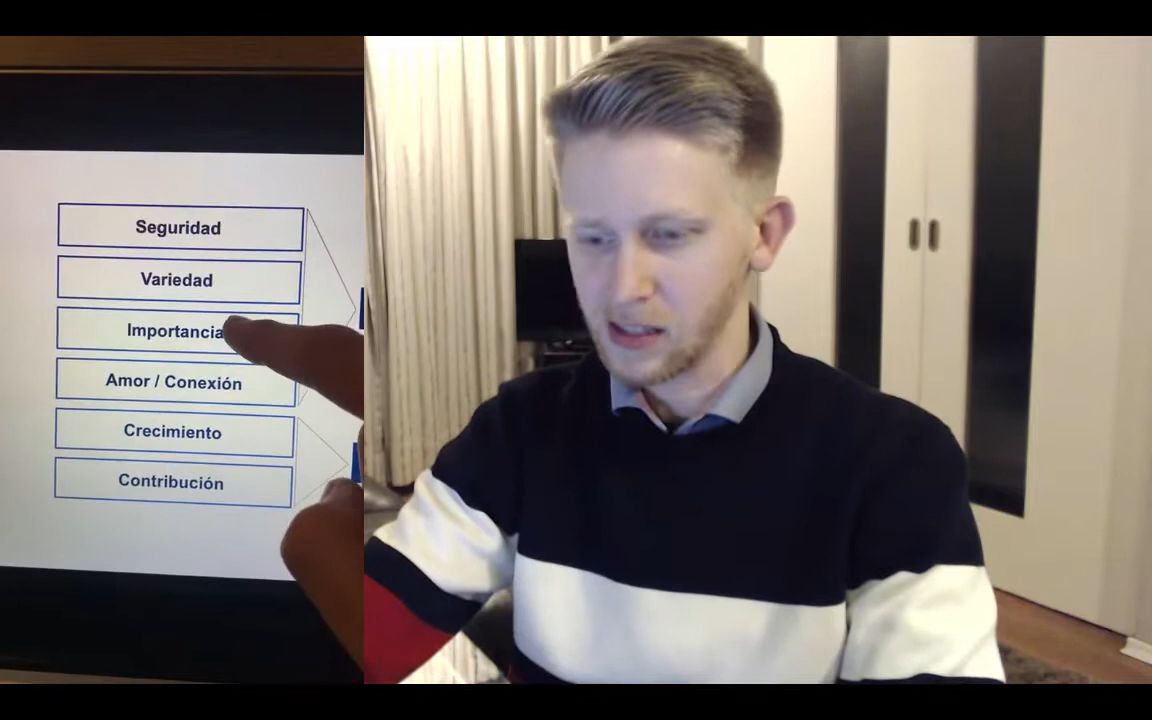 Seguridad
Variedad
Importancia
Amor / Conexión
Crecimiento
Contribución